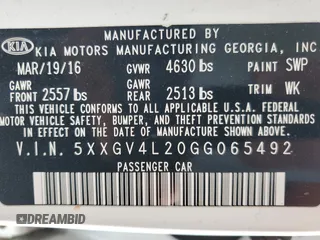 MANUFACTURED BY
KIA KIA MOTORS MANUFACTURING GEORGIA, INC.
MAR/19/16 GVWR 4630 lbs PAINT SWP
GAWR FRONT 2557 lbs GAWR REAR 2513 lbs TRIM WK
THIS VEHICLE CONFORMS TO ALL APPLICABLE U.S.A. FEDERAL
MOTOR VEHICLE SAFETY, BUMPER, AND THEFT PREVENTION STANDARDS
IN EFFECT ON THE DATE OF MANUFACTURE SHOWN ABOVE.
V.I.N. 5XXGV4L20GG065492
PASSENGER CAR
DREAMBID